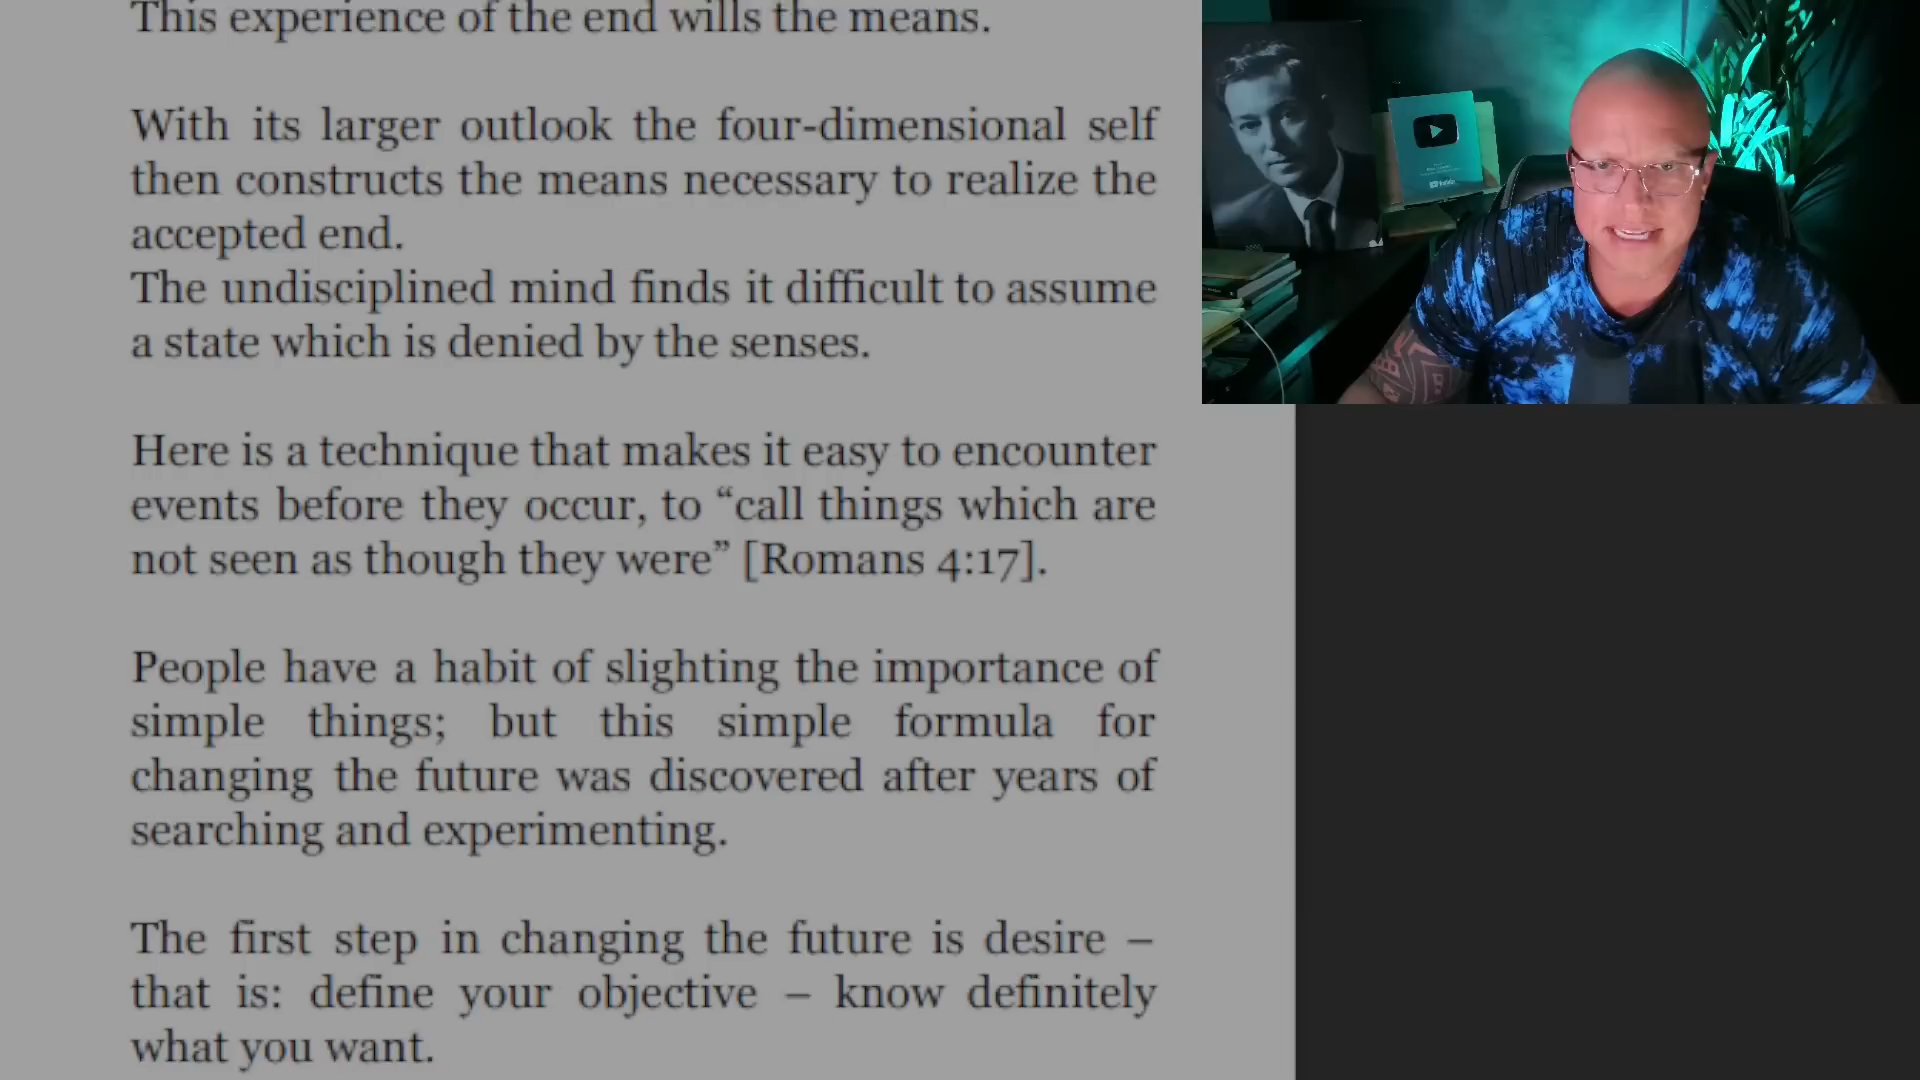 This experience of the end wills the means.
With its larger outlook the four-dimensional self
then constructs the means necessary to realize the
accepted end.
The undisciplined mind finds it difficult to assume
a state which is denied by the senses.
Here is a technique that makes it easy to encounter
events before they occur, to “call things which are
not seen as though they were” [Romans 4:17].
People have a habit of slighting the importance of
simple things; but this simple formula for
changing the future was discovered after years of
searching and experimenting.
The first step in changing the future is desire –
that is: define your objective – know definitely
what you want.